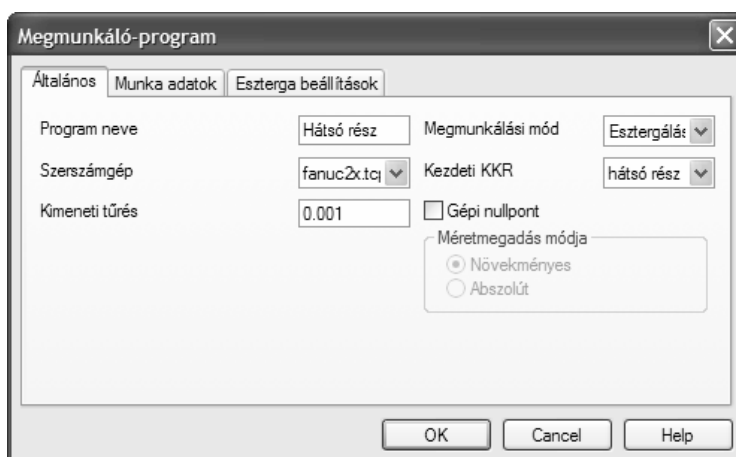 Megmunkáló-program
Általános Munka adatok Eszterga beállítások
Program neve Hátsó rész Megmunkálási mód Esztergálás
Szerszámgép fanuc2x.tcp Kezdeti KKR hátsó rész
Kimeneti tűrés 0.001 Gépi nullpont
Méretmegadás módja
Növekményes
Abszolút
OK Cancel Help